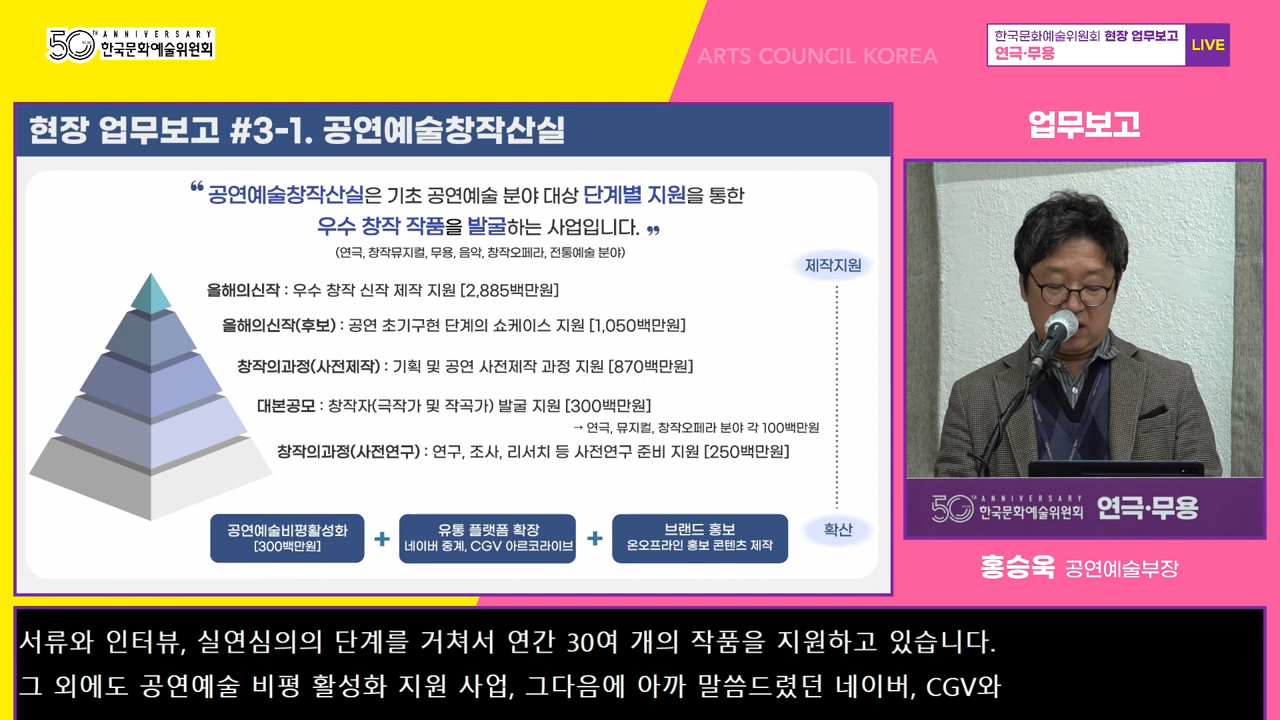 50TH ANNIVERSARY
한국문화예술위원회
ARTS COUNCIL KOREA
한국문화예술위원회 현장 업무보고
연극·무용
LIVE
현장 업무보고 #3-1. 공연예술창작산실
“ 공연예술창작산실은 기초 공연예술 분야 대상 단계별 지원을 통한
우수 창작 작품을 발굴하는 사업입니다. ”
(연극, 창작뮤지컬, 무용, 음악, 창작오페라, 전통예술 분야)
제작지원
올해의신작 : 우수 창작 신작 제작 지원 [2,885백만원]
올해의신작(후보) : 공연 초기구현 단계의 쇼케이스 지원 [1,050백만원]
창작의과정(사전제작) : 기획 및 공연 사전제작 과정 지원 [870백만원]
대본공모 : 창작자(극작가 및 작곡가) 발굴 지원 [300백만원]
→ 연극, 뮤지컬, 창작오페라 분야 각 100백만원
창작의과정(사전연구) : 연구, 조사, 리서치 등 사전연구 준비 지원 [250백만원]
공연예술비평활성화
[300백만원]
+
유통 플랫폼 확장
네이버 중계, CGV 아르코라이브
+
브랜드 홍보
온오프라인 홍보 콘텐츠 제작
확산
업무보고
50TH ANNIVERSARY
한국문화예술위원회
연극·무용
홍승욱 공연예술부장
서류와 인터뷰, 실연심의의 단계를 거쳐서 연간 30여 개의 작품을 지원하고 있습니다.
그 외에도 공연예술 비평 활성화 지원 사업, 그다음에 아까 말씀드렸던 네이버, CGV와